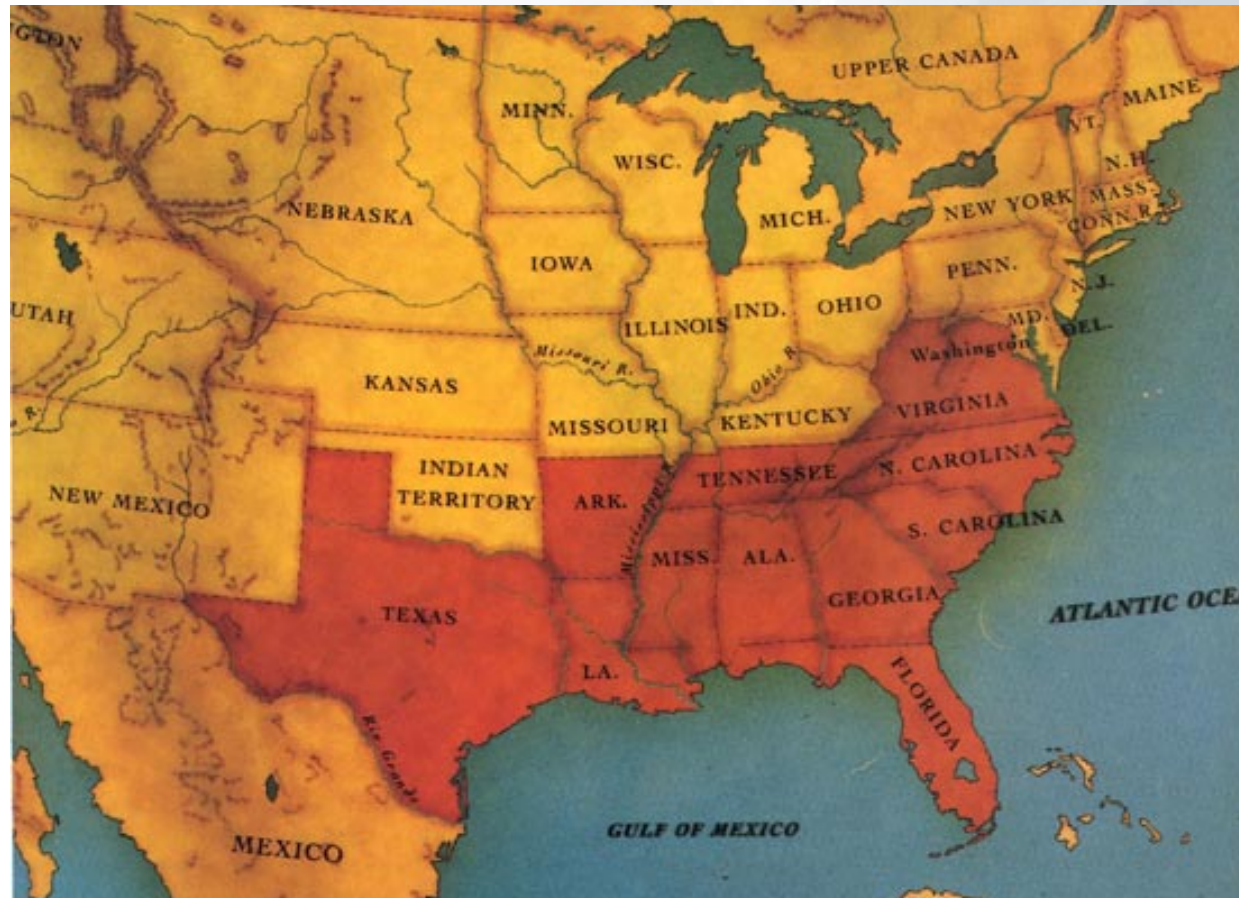 GTON
UPPER CANADA
MAINE
MINN.
VT.
WISC.
N.H.
NEBRASKA
MICH.
NEW YORK
MASS.
CONN.
R.I.
IOWA
PENN.
N.J.
UTAH
ILLINOIS
IND.
OHIO
MD.
DEL.
Washington
Missouri R.
Ohio R.
KANSAS
VIRGINIA
MISSOURI
KENTUCKY
INDIAN
TERRITORY
TENNESSEE
N. CAROLINA
NEW MEXICO
ARK.
Mississippi R.
S. CAROLINA
MISS.
ALA.
GEORGIA
TEXAS
ATLANTIC OCE
LA.
FLORIDA
Rio Grande
GULF OF MEXICO
MEXICO